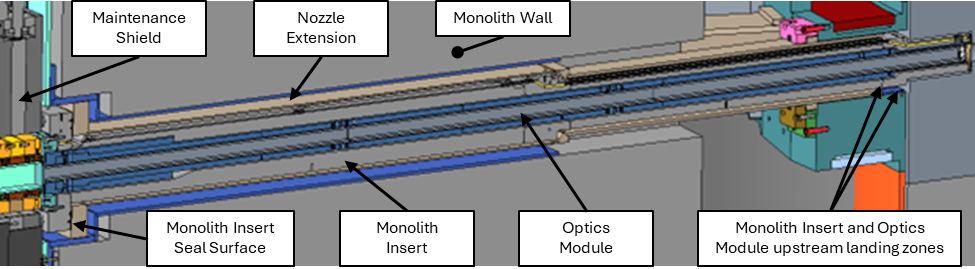 Maintenance
Shield
Nozzle
Extension
Monolith Wall
Monolith Insert
Seal Surface
Monolith
Insert
Optics
Module
Monolith Insert and Optics
Module upstream landing zones